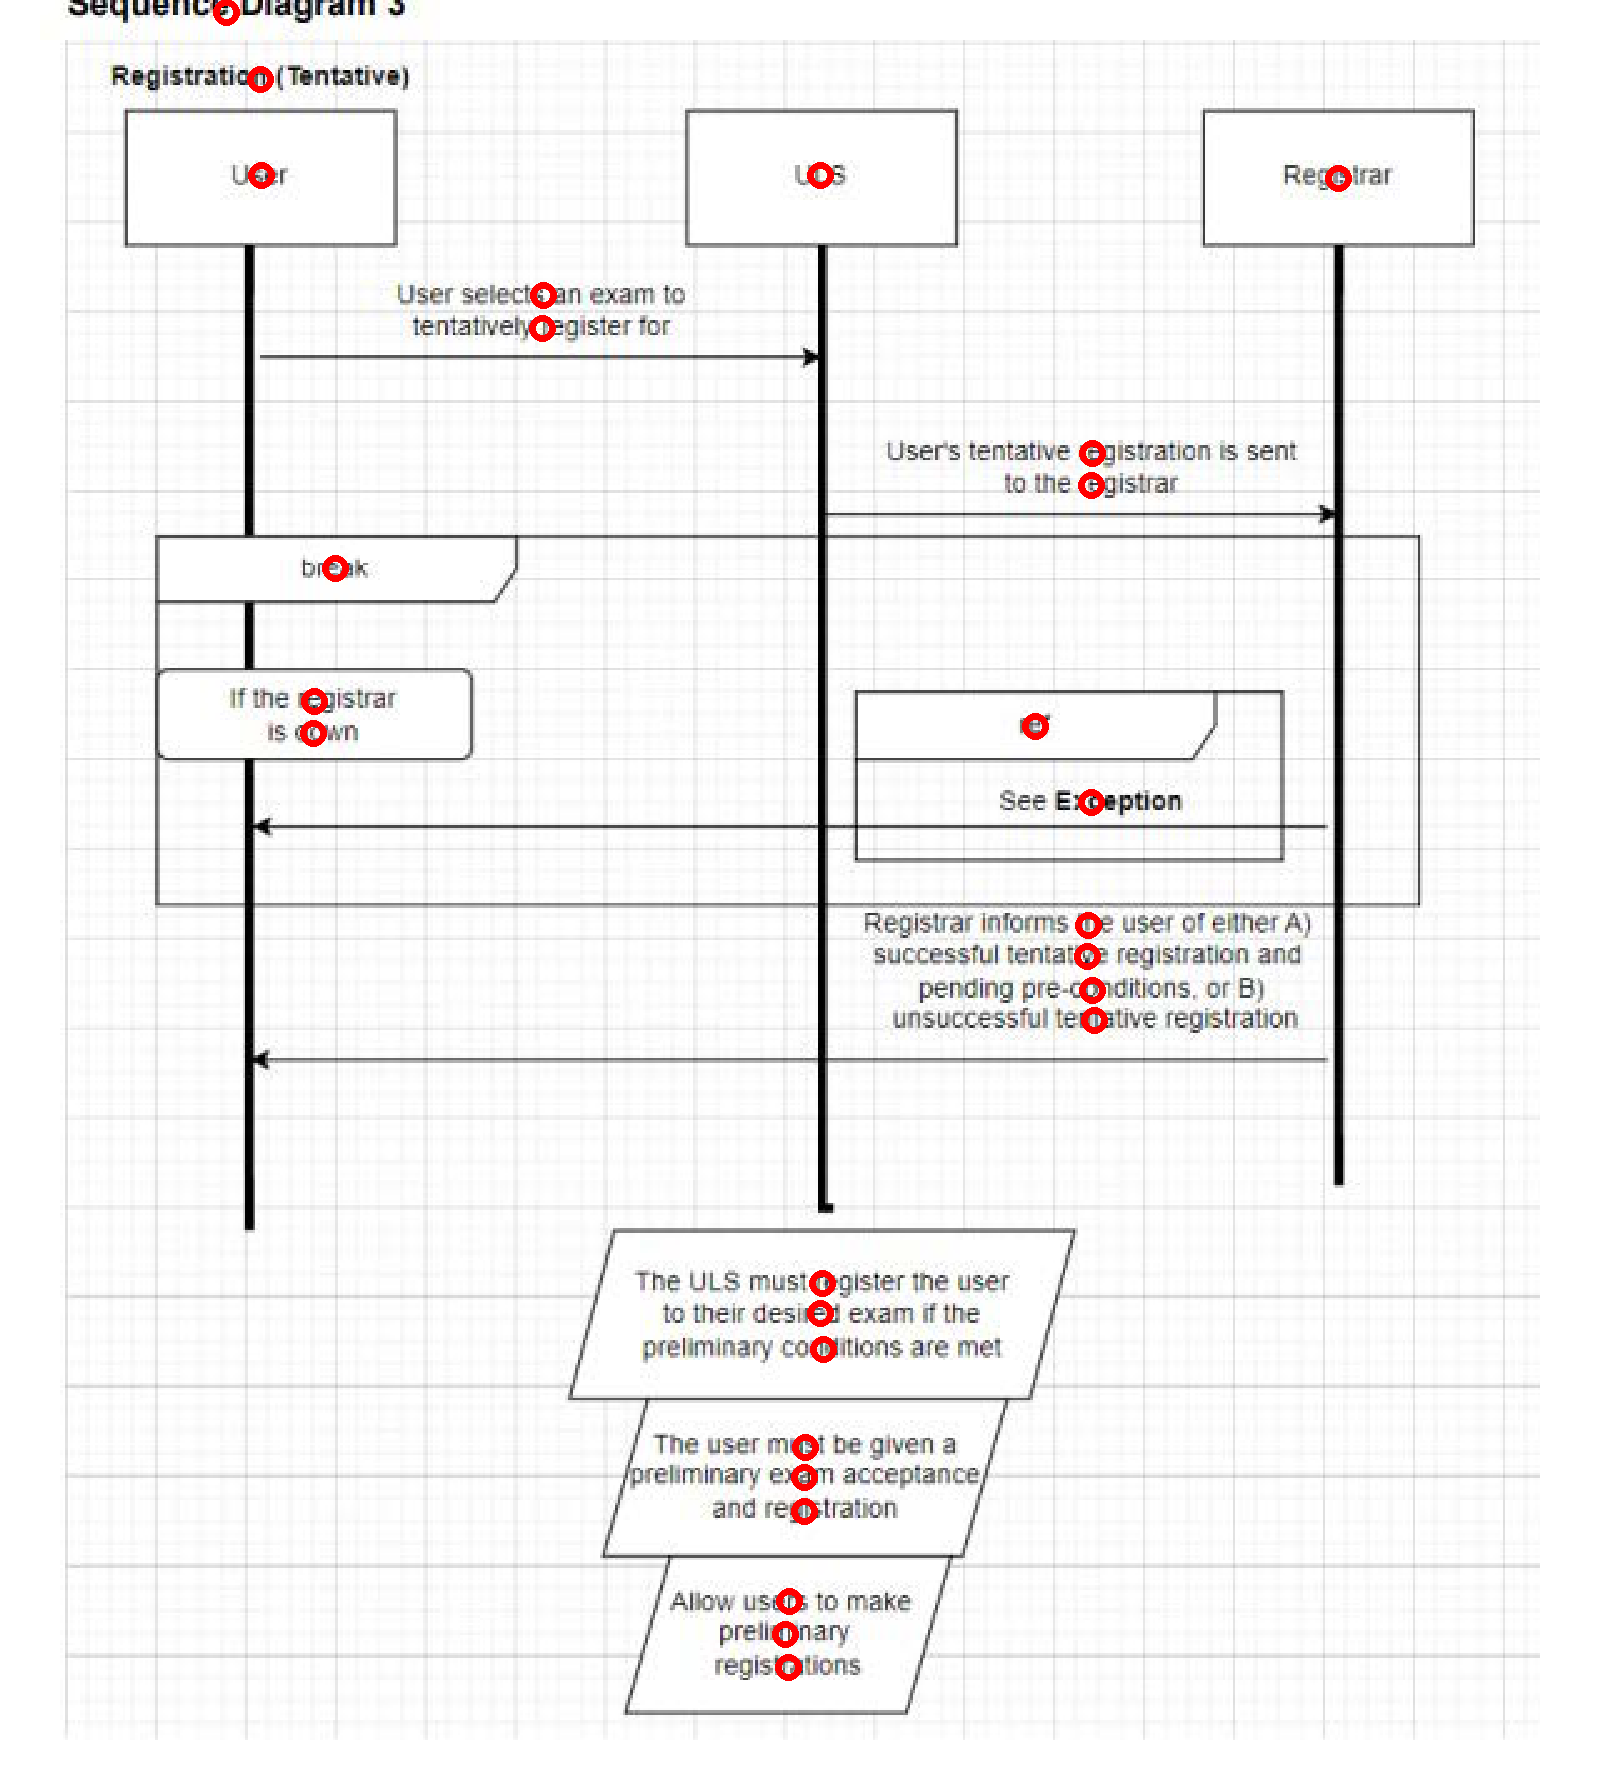 Sequence Diagram 3
Registration (Tentative)
User
ULS
Registrar
User selects an exam to
tentatively register for
User's tentative registration is sent
to the registrar
break
If the registrar
is down
ref
See Exception
Registrar informs the user of either A)
successful tentative registration and
pending pre-conditions, or B)
unsuccessful tentative registration
The ULS must register the user
to their desired exam if the
preliminary conditions are met
The user must be given a
preliminary exam acceptance
and registration
Allow users to make
preliminary
registrations